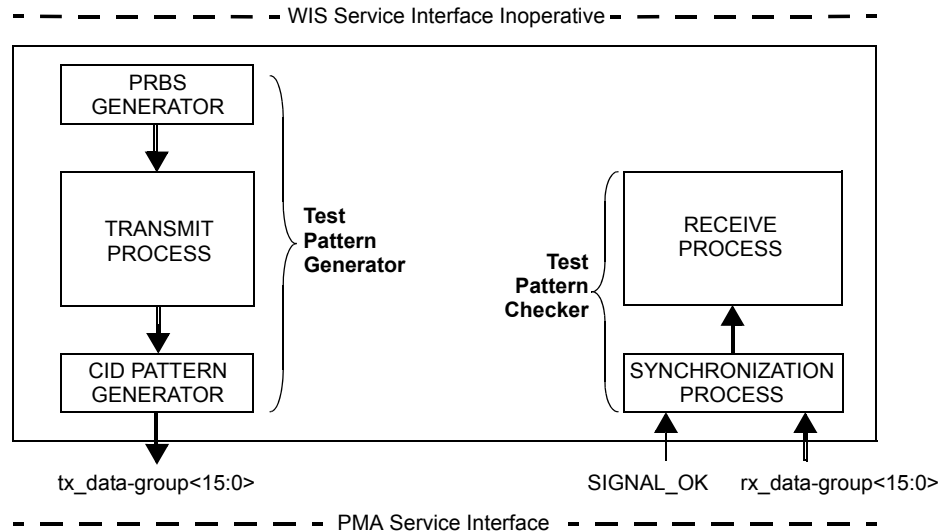 WIS Service Interface Inoperative
PRBS
GENERATOR
TRANSMIT
PROCESS
CID PATTERN
GENERATOR
Test
Pattern
Generator
Test
Pattern
Checker
RECEIVE
PROCESS
SYNCHRONIZATION
PROCESS
tx_data-group<15:0>
SIGNAL_OK
rx_data-group<15:0>
PMA Service Interface